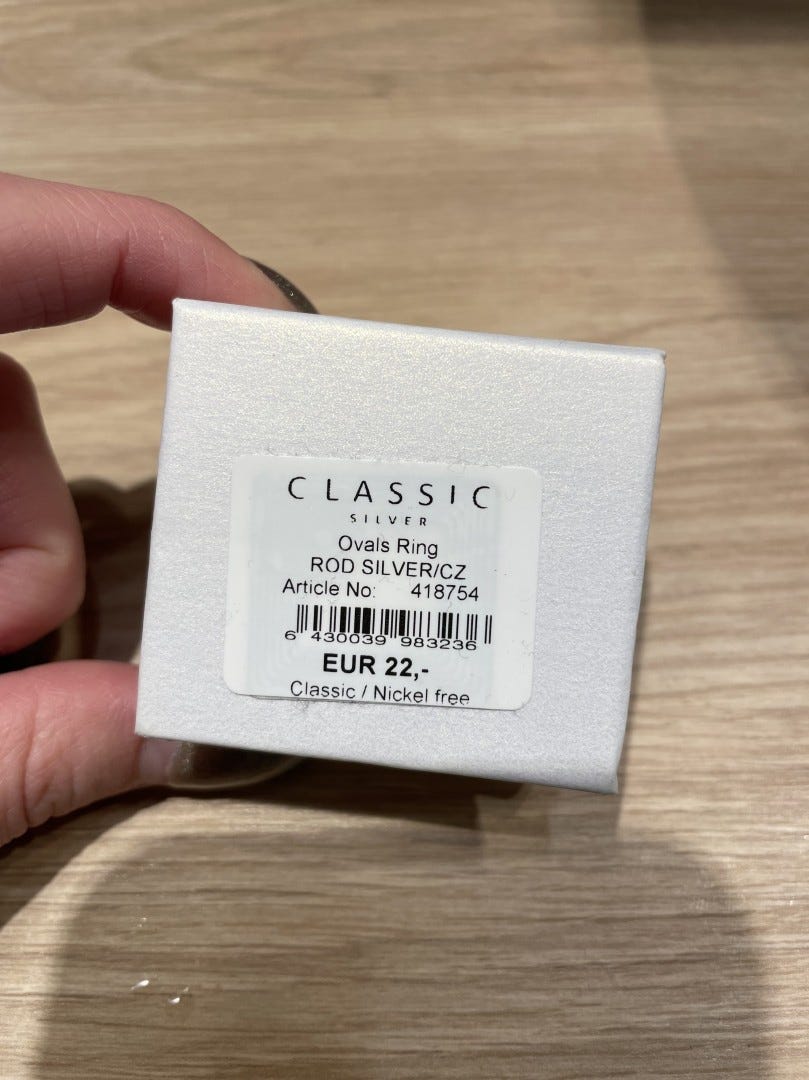 CLASSIC
SILVER
Ovals Ring
ROD SILVER/CZ
Article No: 418754
6 430039 983236
EUR 22,-
Classic / Nickel free